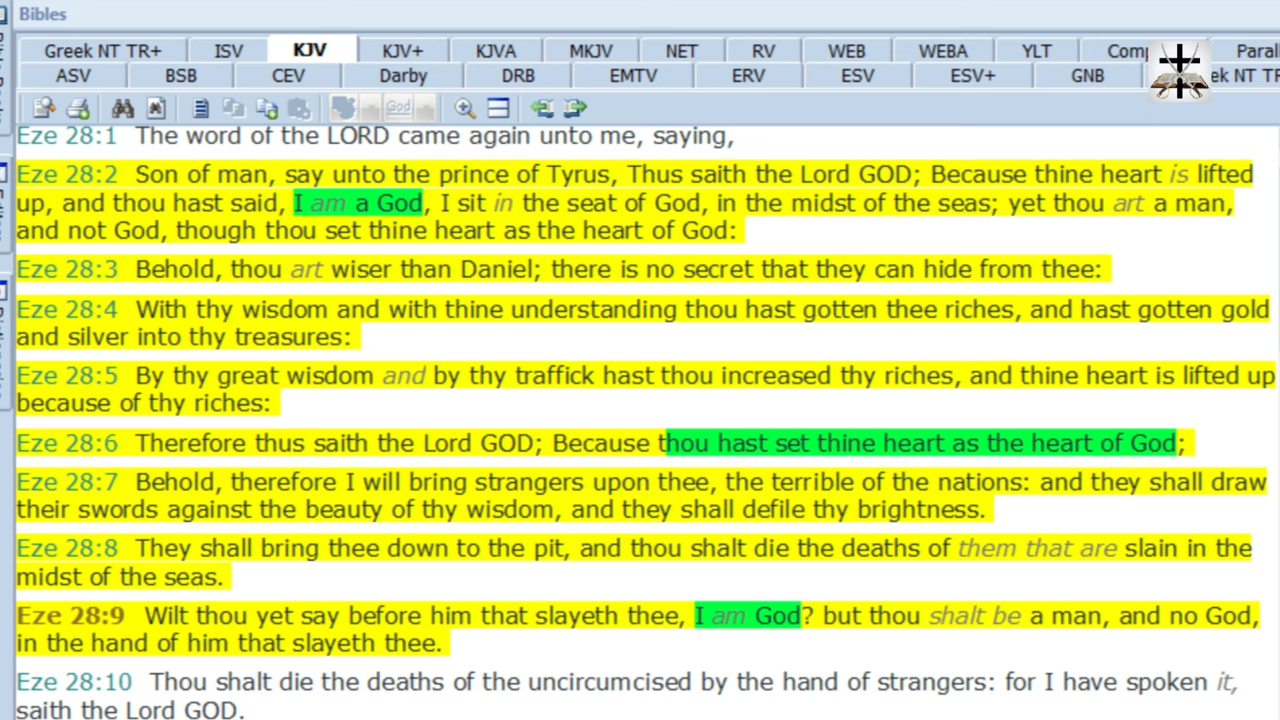 Bibles
Greek NT TR+ ISV KJV KJV+ KJVA MKJV NET RV WEB WEBA YLT Paral
ASV BSB CEV Darby DRB EMTV ERV ESV ESV+ GNB ek NT TF
God
Eze 28:1 The word of the LORD came again unto me, saying,
Eze 28:2 Son of man, say unto the prince of Tyrus, Thus saith the Lord GOD; Because thine heart is lifted
up, and thou hast said, I am a God, I sit in the seat of God, in the midst of the seas; yet thou art a man,
and not God, though thou set thine heart as the heart of God:
Eze 28:3 Behold, thou art wiser than Daniel; there is no secret that they can hide from thee:
Eze 28:4 With thy wisdom and with thine understanding thou hast gotten thee riches, and hast gotten gold
and silver into thy treasures:
Eze 28:5 By thy great wisdom and by thy traffick hast thou increased thy riches, and thine heart is lifted up
because of thy riches:
Eze 28:6 Therefore thus saith the Lord GOD; Because thou hast set thine heart as the heart of God;
Eze 28:7 Behold, therefore I will bring strangers upon thee, the terrible of the nations: and they shall draw
their swords against the beauty of thy wisdom, and they shall defile thy brightness.
Eze 28:8 They shall bring thee down to the pit, and thou shalt die the deaths of them that are slain in the
midst of the seas.
Eze 28:9 Wilt thou yet say before him that slayeth thee, I am God? but thou shalt be a man, and no God,
in the hand of him that slayeth thee.
Eze 28:10 Thou shalt die the deaths of the uncircumcised by the hand of strangers: for I have spoken it,
saith the Lord GOD.